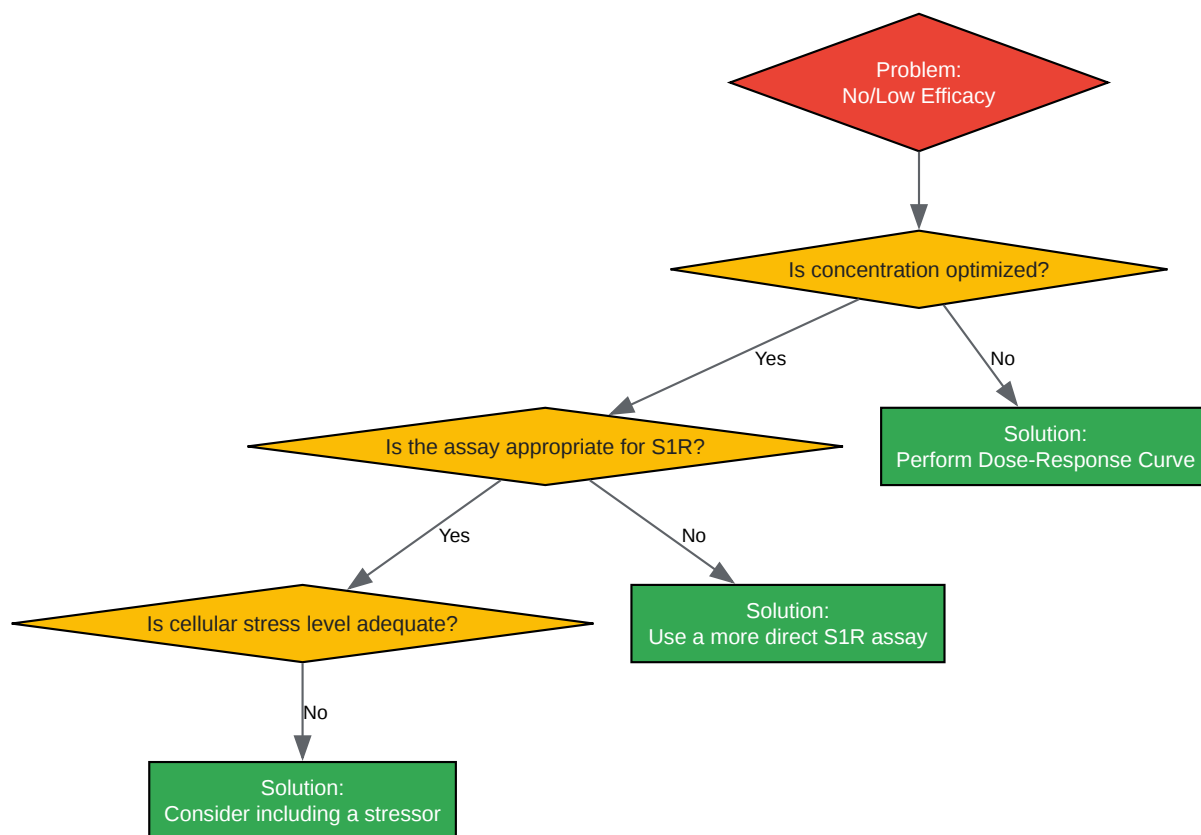 Problem:
No/Low Efficacy
Is concentration optimized?
Yes
No
Is the assay appropriate for S1R?
Solution:
Perform Dose-Response Curve
Yes
No
Is cellular stress level adequate?
Solution:
Use a more direct S1R assay
No
Solution:
Consider including a stressor